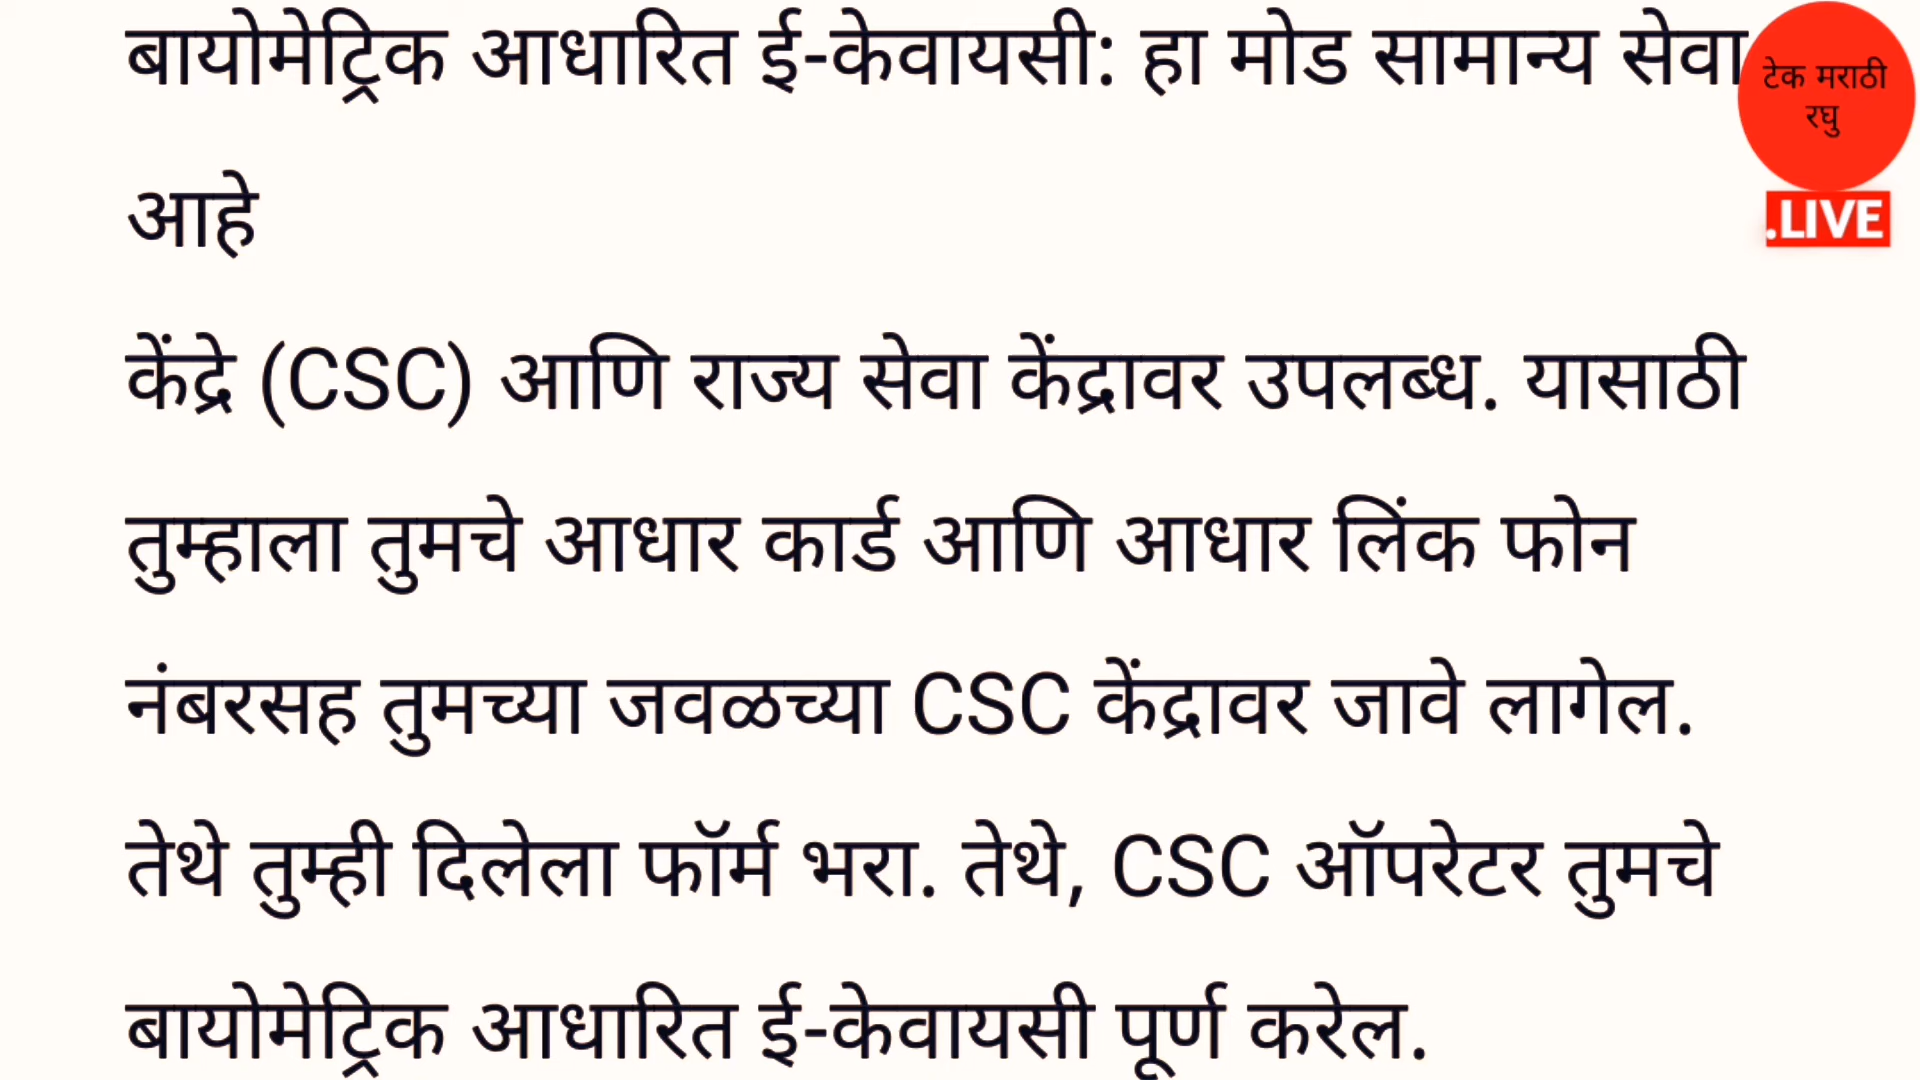 बायोमेट्रिक आधारित ई-केवायसी: हा मोड सामान्य सेवा
टेक मराठी
रघु
आहे
.LIVE
केंद्रे (CSC) आणि राज्य सेवा केंद्रावर उपलब्ध. यासाठी
तुम्हाला तुमचे आधार कार्ड आणि आधार लिंक फोन
नंबरसह तुमच्या जवळच्या CSC केंद्रावर जावे लागेल.
तेथे तुम्ही दिलेला फॉर्म भरा. तेथे, CSC ऑपरेटर तुमचे
बायोमेट्रिक आधारित ई-केवायसी पूर्ण करेल.